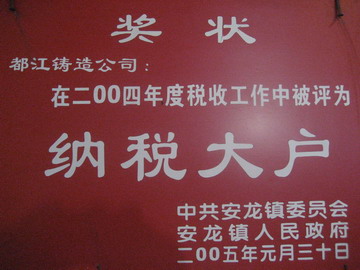 奖状
都江铸造公司:
在二00四年度税收工作中被评为
纳税大户
中共安龙镇委员会
安龙镇人民政府
二00五年元月三十日